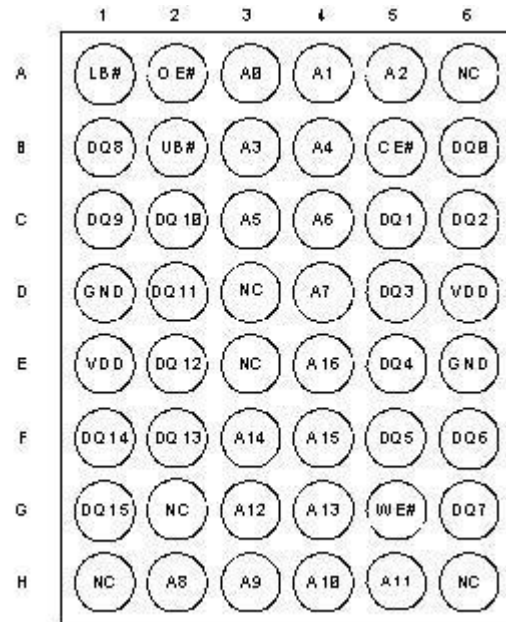 1 2 3 4 5 6
A LB# OE# A0 A1 A2 NC
B DQ8 UB# A3 A4 CE# DQ0
C DQ9 DQ10 A5 A6 DQ1 DQ2
D GND DQ11 NC A7 DQ3 VDD
E VDD DQ12 NC A16 DQ4 GND
F DQ14 DQ13 A14 A15 DQ5 DQ6
G DQ15 NC A12 A13 WE# DQ7
H NC A8 A9 A10 A11 NC